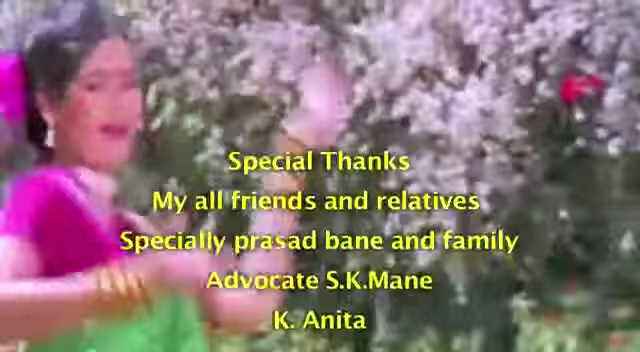 Special Thanks
My all friends and relatives
Specially prasad bane and family
Advocate S.K.Mane
K. Anita